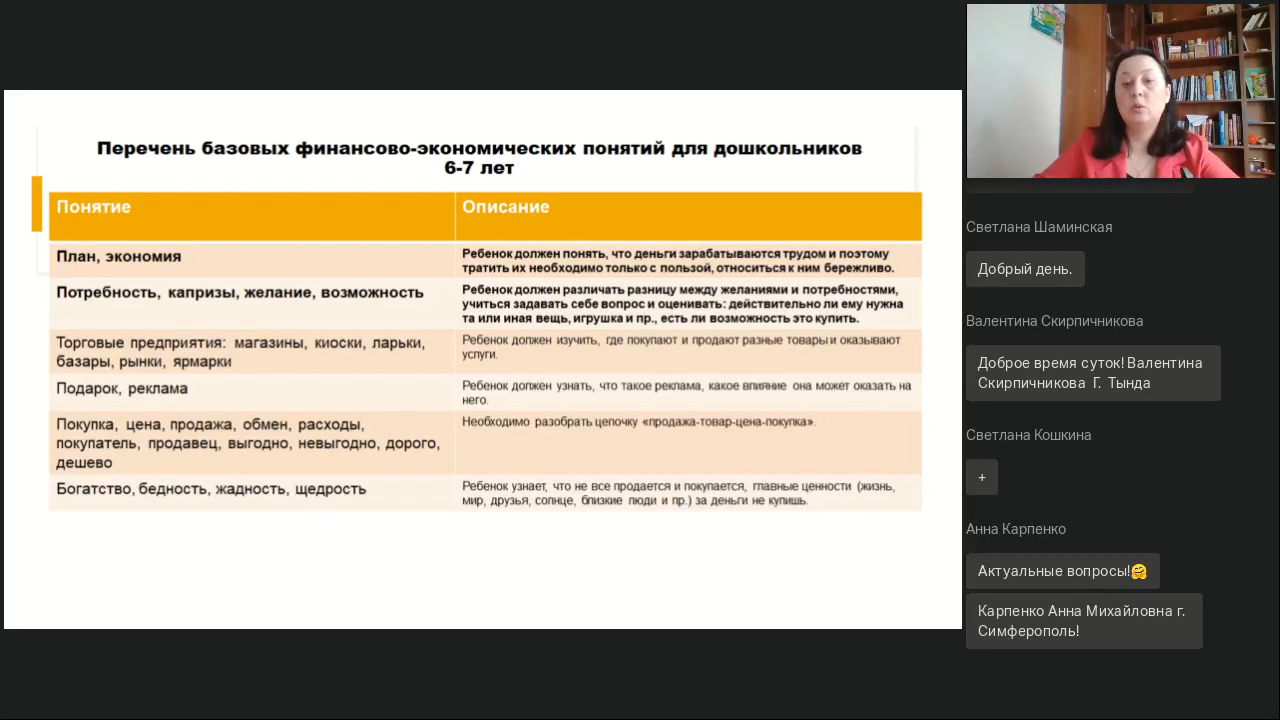 Перечень базовых финансово-экономических понятий для дошкольников
6-7 лет
Понятие
Описание
План, экономия
Ребенок должен понять, что деньги зарабатываются трудом и поэтому
тратить их необходимо только с пользой, относиться к ним бережливо.
Потребность, капризы, желание, возможность
Ребенок должен различать разницу между желаниями и потребностями,
учиться задавать себе вопрос и оценивать: действительно ли ему нужна
та или иная вещь, игрушка и пр., есть ли возможность это купить.
Торговые предприятия: магазины, киоски, ларьки,
базары, рынки, ярмарки
Ребенок должен изучить, где покупают и продают разные товары и оказывают
услуги.
Подарок, реклама
Ребенок должен узнать, что такое реклама, какое влияние она может оказать на
него.
Покупка, цена, продажа, обмен, расходы,
покупатель, продавец, выгодно, невыгодно, дорого,
дешево
Необходимо разобрать цепочку «продажа-товар-цена-покупка».
Богатство, бедность, жадность, щедрость
Ребенок узнает, что не все продается и покупается, главные ценности (жизнь,
мир, друзья, солнце, близкие люди и пр.) за деньги не купишь.
Светлана Шаминская
Добрый день.
Валентина Скирпичникова
Доброе время суток! Валентина
Скирпичникова Г. Тында
Светлана Кошкина
+
Анна Карпенко
Актуальные вопросы!🤗
Карпенко Анна Михайловна г.
Симферополь!